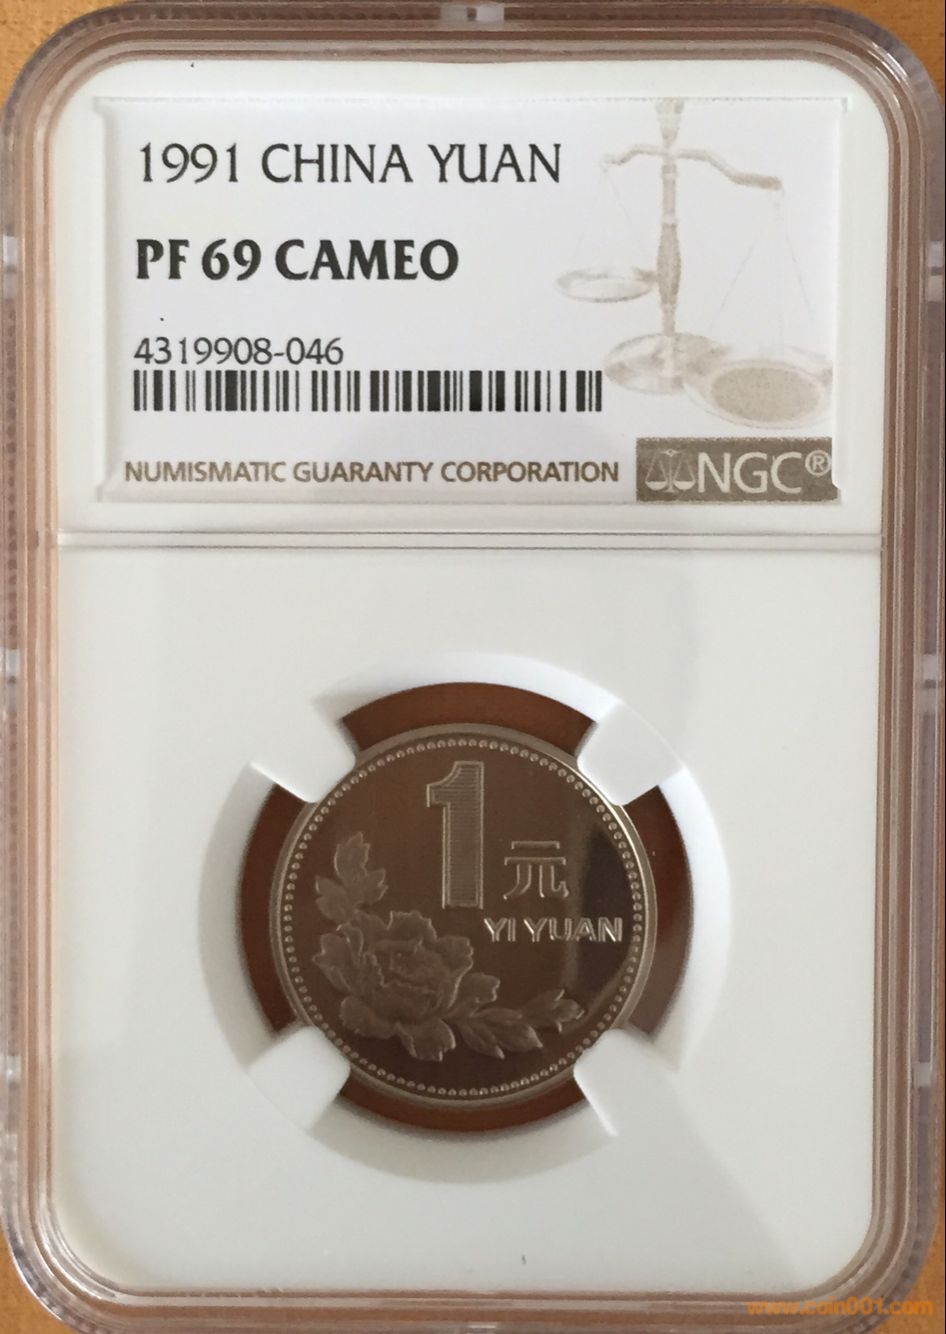 1991 CHINA YUAN
PF 69 CAMEO
4319908-046
NUMISMATIC GUARANTY CORPORATION
NGC®
1元
YI YUAN
www.coin001.com